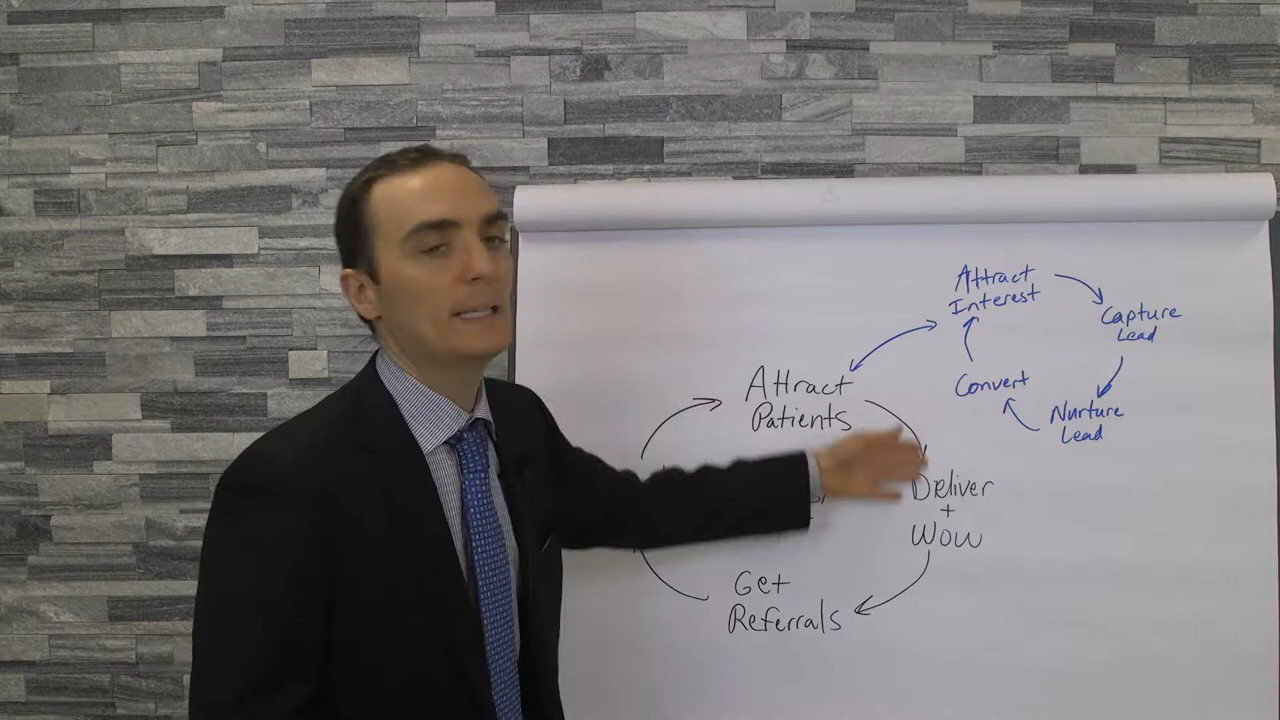 Attract
Interest
Capture
Lead
Nurture
Lead
Convert
Attract
Patients
Deliver
+
Wow
Get
Referrals